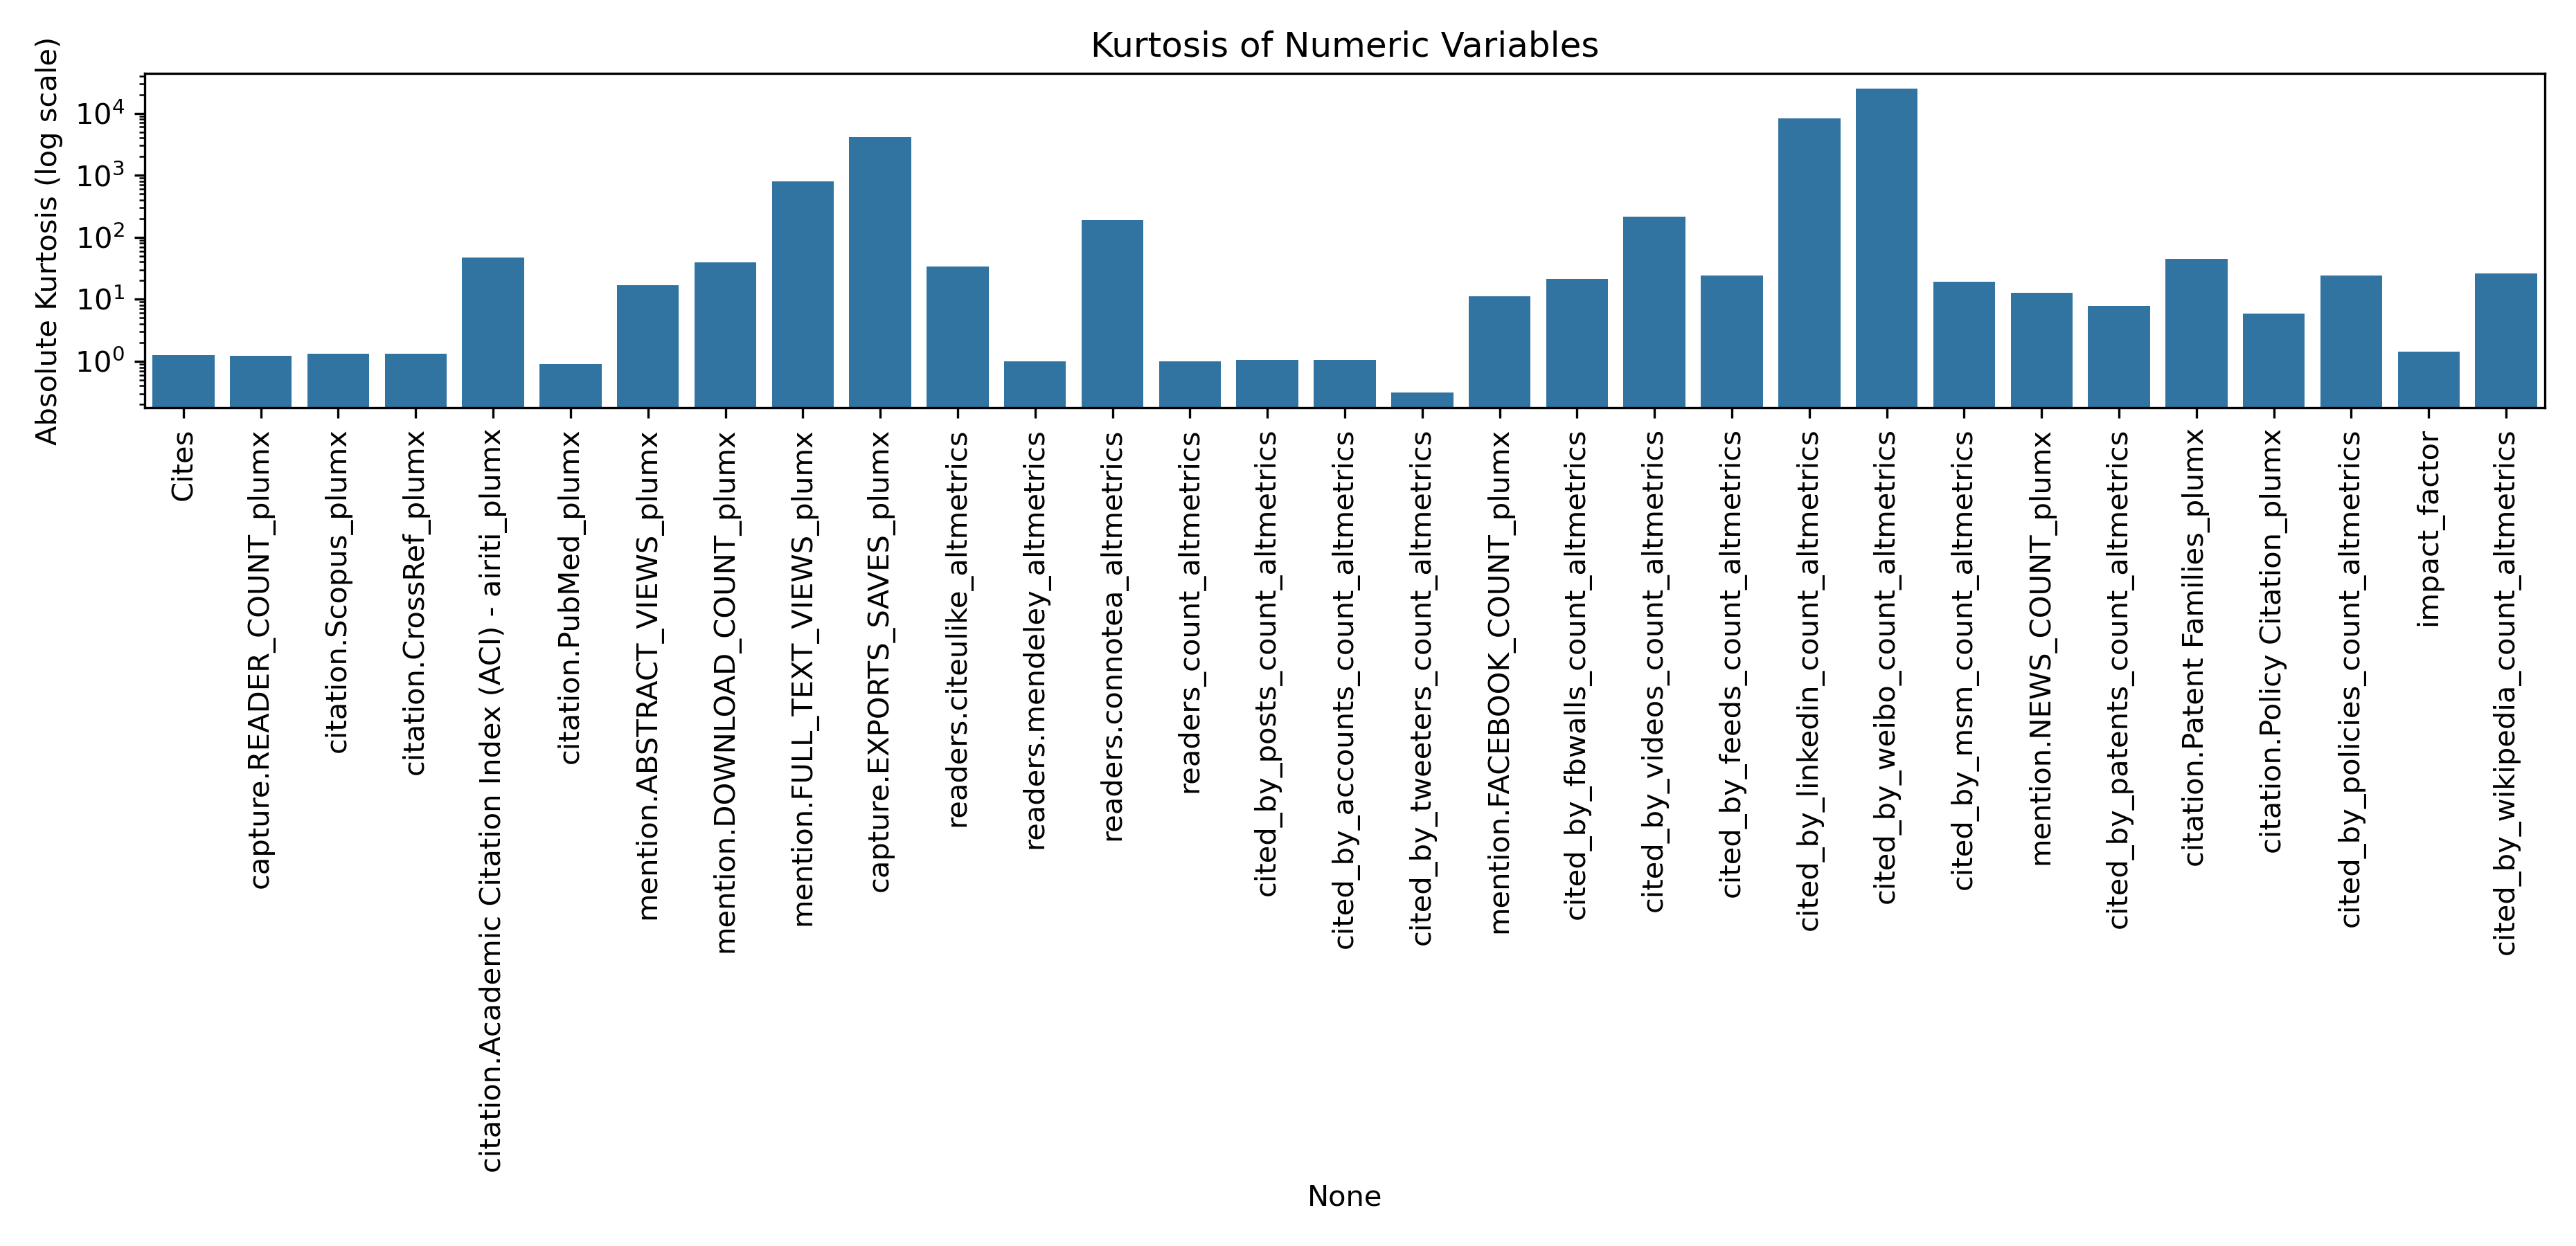 Kurtosis of Numeric Variables
Absolute Kurtosis (log scale)
10^4
10^3
10^2
10^1
10^0
Cites
capture.READER_COUNT_plumx
citation.Scopus_plumx
citation.CrossRef_plumx
citation.Academic Citation Index (ACI) - airiti_plumx
citation.PubMed_plumx
mention.ABSTRACT_VIEWS_plumx
mention.DOWNLOAD_COUNT_plumx
mention.FULL_TEXT_VIEWS_plumx
capture.EXPORTS_SAVES_plumx
readers.citeulike_altmetrics
readers.mendeley_altmetrics
readers.connotea_altmetrics
readers_count_altmetrics
cited_by_posts_count_altmetrics
cited_by_accounts_count_altmetrics
cited_by_tweeters_count_altmetrics
mention.FACEBOOK_COUNT_plumx
cited_by_fbwalls_count_altmetrics
cited_by_videos_count_altmetrics
cited_by_feeds_count_altmetrics
cited_by_linkedin_count_altmetrics
cited_by_weibo_count_altmetrics
cited_by_msm_count_altmetrics
mention.NEWS_COUNT_plumx
cited_by_patents_count_altmetrics
citation.Patent Families_plumx
citation.Policy Citation_plumx
cited_by_policies_count_altmetrics
impact_factor
cited_by_wikipedia_count_altmetrics
None